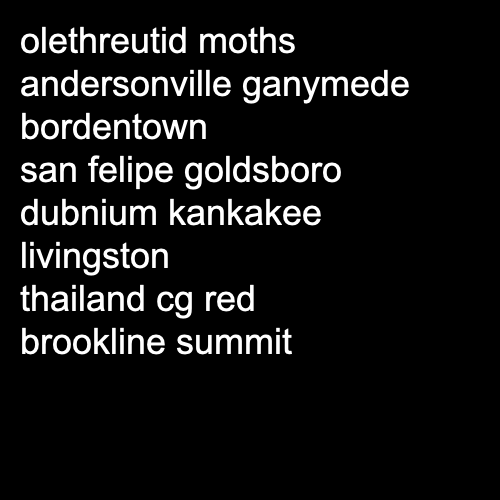 olethreutid moths
andersonville ganymede
bordentown
san felipe goldsboro
dubnium kankakee
livingston
thailand cg red
brookline summit